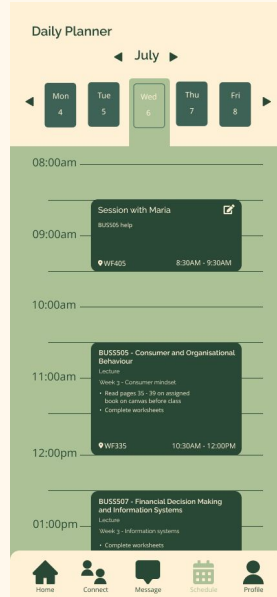 Daily Planner
July
Mon Tue Wed Thu Fri
4 5 6 7 8
08:00am
Session with Maria
BUSS05 help
09:00am
WF405 8:30AM - 9:30AM
10:00am
BUSS505 - Consumer and Organisational
Behaviour
Lecture
11:00am
Week 3 - Consumer mindset
• Read pages 35 - 39 on assigned
book on canvas before class
• Complete worksheets
WF335 10:30AM - 12:00PM
12:00pm
BUSS507 - Financial Decision Making
and Information Systems
Lecture
01:00pm
Week 3 - Information systems
• Complete worksheets
Home Connect Message Schedule Profile